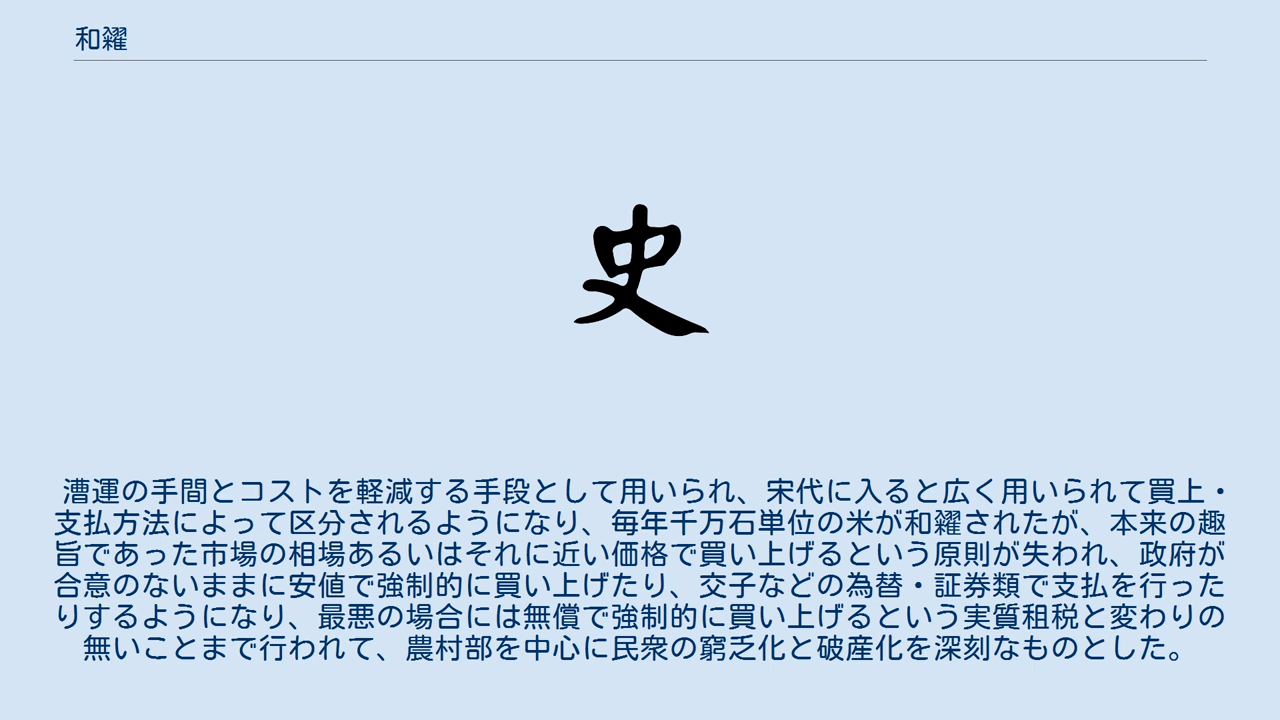 和糴
史
漕運の手間とコストを軽減する手段として用いられ、宋代に入ると広く用いられて買上・
支払方法によって区分されるようになり、毎年千万石単位の米が和糴されたが、本来の趣
旨であった市場の相場あるいはそれに近い価格で買い上げるという原則が失われ、政府が
合意のないままに安値で強制的に買い上げたり、交子などの為替・証券類で支払を行った
りするようになり、最悪の場合には無償で強制的に買い上げるという実質租税と変わりの
無いことまで行われて、農村部を中心に民衆の窮乏化と破産化を深刻なものとした。